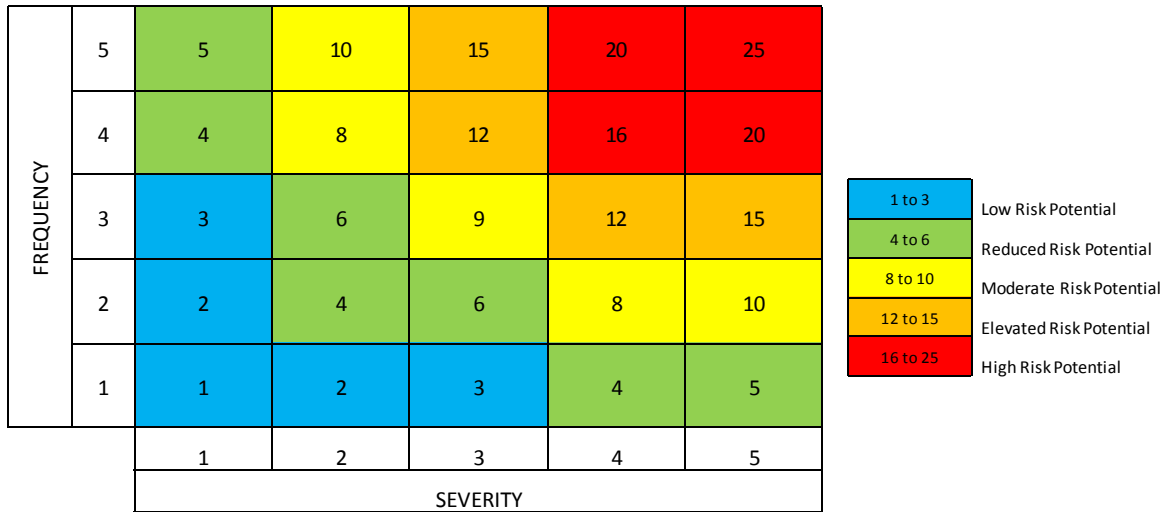 5 5 10 15 20 25
4 4 8 12 16 20
FREQUENCY
3 3 6 9 12 15
2 2 4 6 8 10
1 1 2 3 4 5
1 2 3 4 5
SEVERITY
1 to 3 Low Risk Potential
4 to 6 Reduced Risk Potential
8 to 10 Moderate Risk Potential
12 to 15 Elevated Risk Potential
16 to 25 High Risk Potential